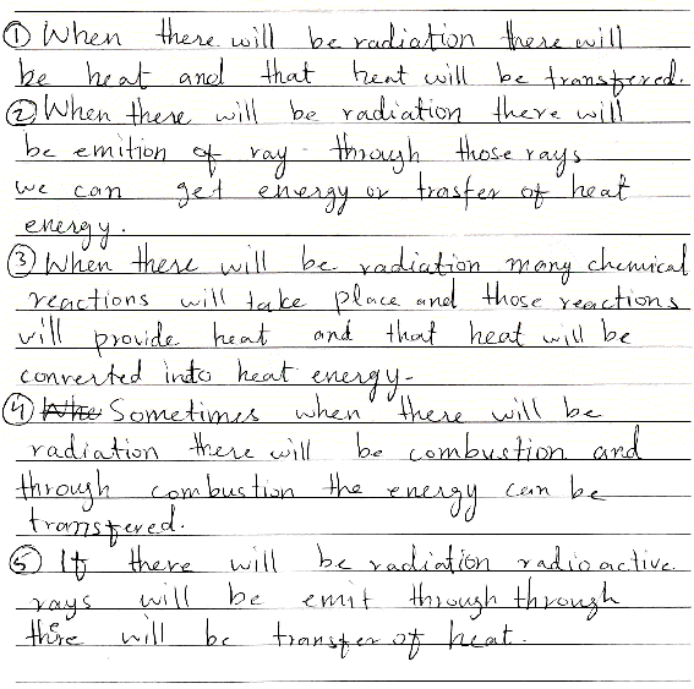 ① When there will be radiation there will
be heat and that heat will be transfered.
② When there will be radiation there will
be emition of ray through those rays
we can get energy or trasfer of heat
energy.
③ When there will be radiation many chemical
reactions will take place and those reactions
will provide heat and that heat will be
converted into heat energy-
④ Whe Sometimes when there will be
radiation there will be combustion and
through combustion the energy can be
transfered.
⑤ If there will be radiation radioactive
rays will be emit through through
there will be transfer of heat.